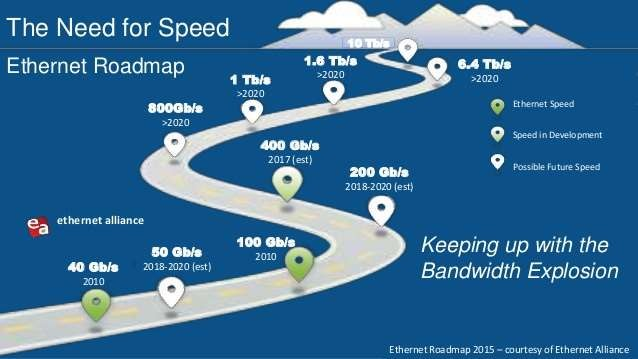 The Need for Speed
Ethernet Roadmap
10 Tb/s
6.4 Tb/s
>2020
1.6 Tb/s
>2020
1 Tb/s
>2020
800Gb/s
>2020
400 Gb/s
2017 (est)
200 Gb/s
2018-2020 (est)
100 Gb/s
2010
50 Gb/s
2018-2020 (est)
40 Gb/s
2010
Ethernet Speed
Speed in Development
Possible Future Speed
ea
ethernet alliance
Keeping up with the
Bandwidth Explosion
Ethernet Roadmap 2015 – courtesy of Ethernet Alliance